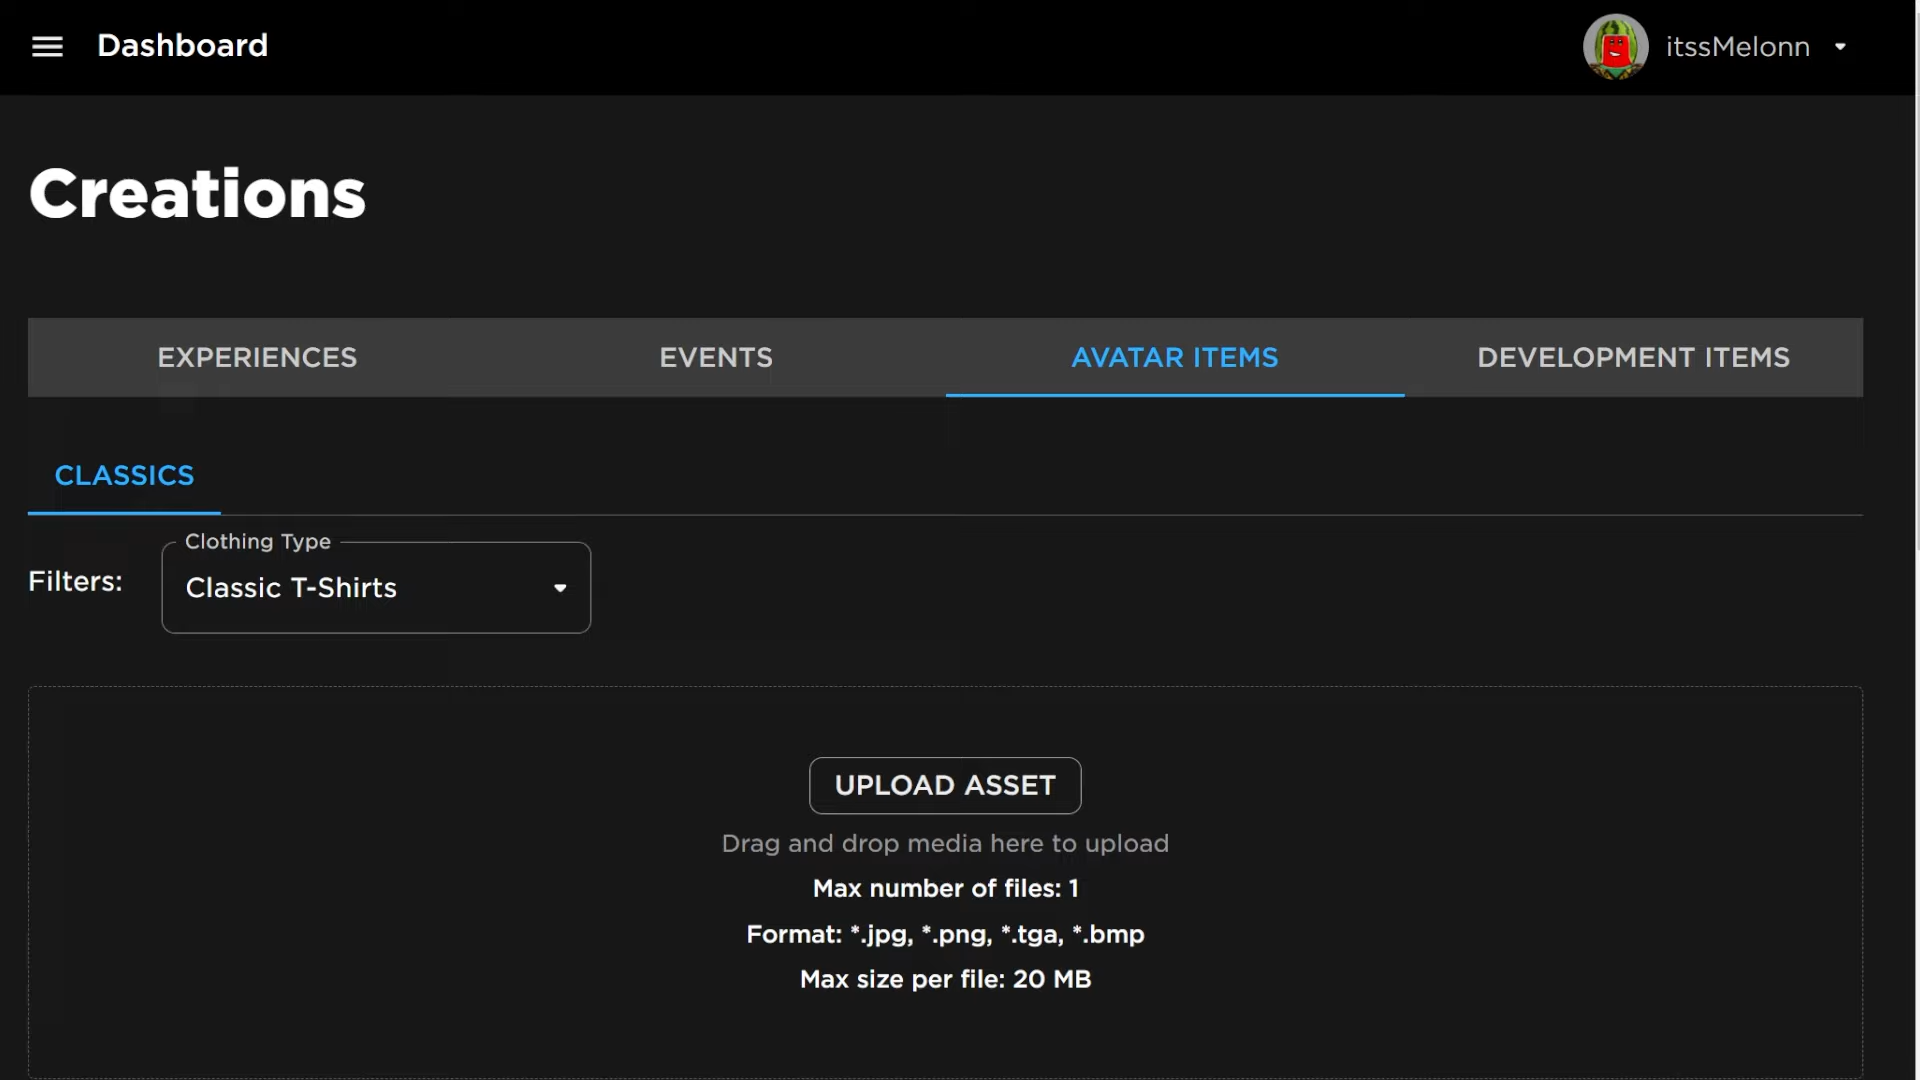 Dashboard
itssMelonn
Creations
EXPERIENCES
EVENTS
AVATAR ITEMS
DEVELOPMENT ITEMS
CLASSICS
Filters:
Clothing Type
Classic T-Shirts
UPLOAD ASSET
Drag and drop media here to upload
Max number of files: 1
Format: *.jpg, *.png, *.tga, *.bmp
Max size per file: 20 MB